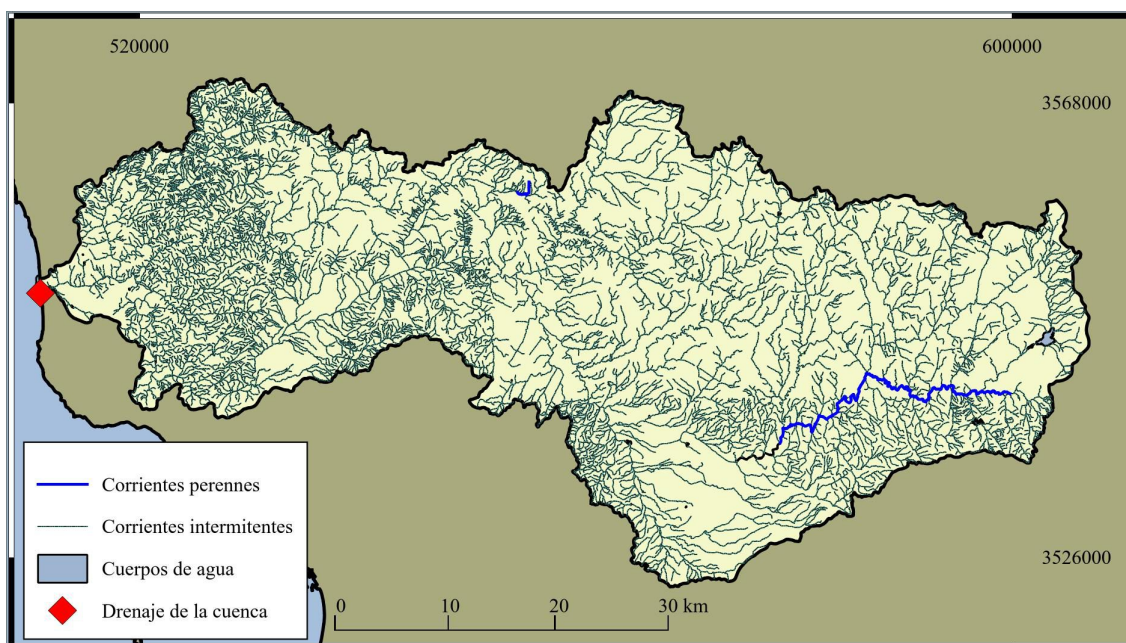 520000
600000
3568000
3526000
Corrientes perennes
Corrientes intermitentes
Cuerpos de agua
Drenaje de la cuenca
0 10 20 30 km